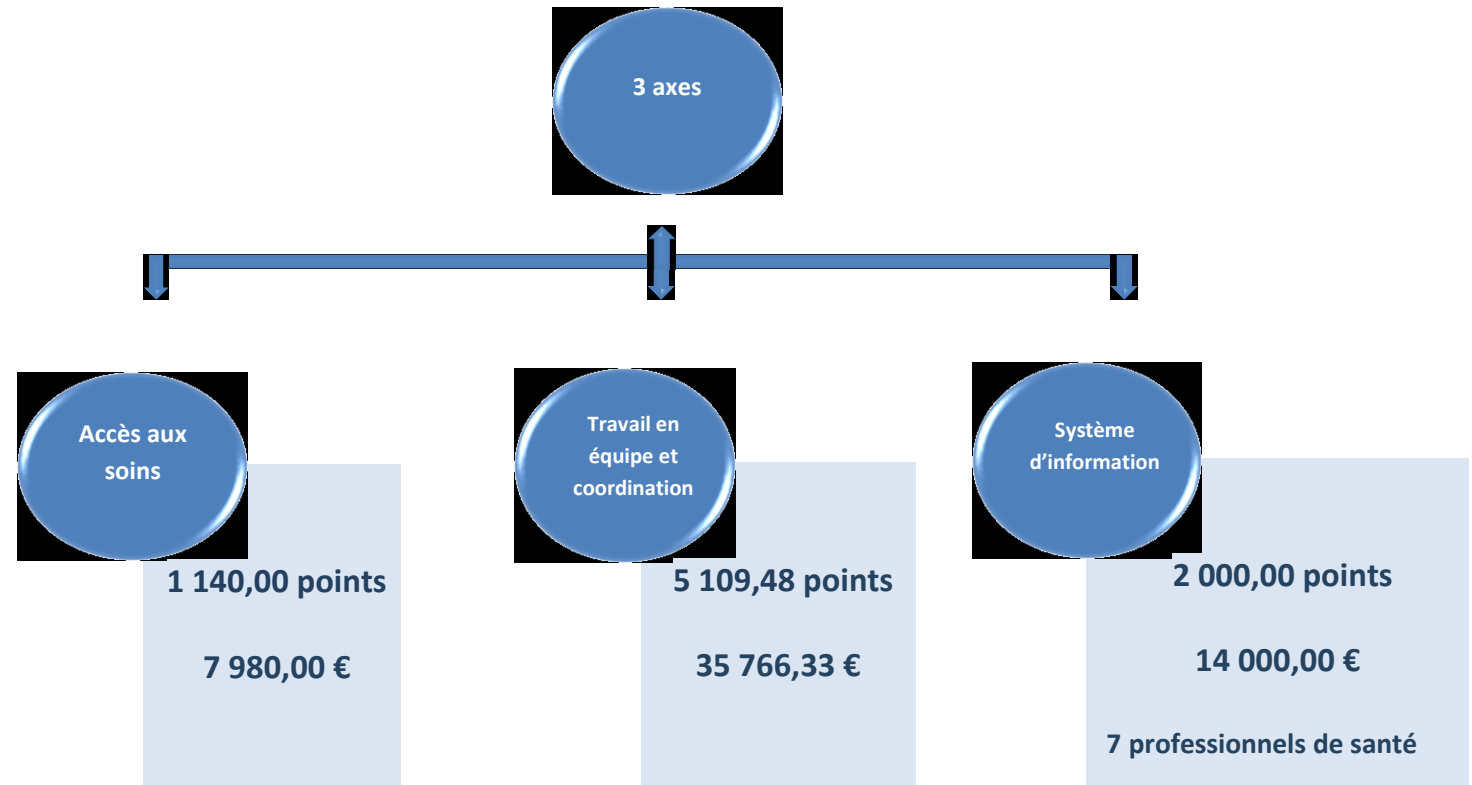 3 axes
Accès aux
soins
1 140,00 points
7 980,00 €
Travail en
équipe et
coordination
5 109,48 points
35 766,33 €
Système
d’information
2 000,00 points
14 000,00 €
7 professionnels de santé